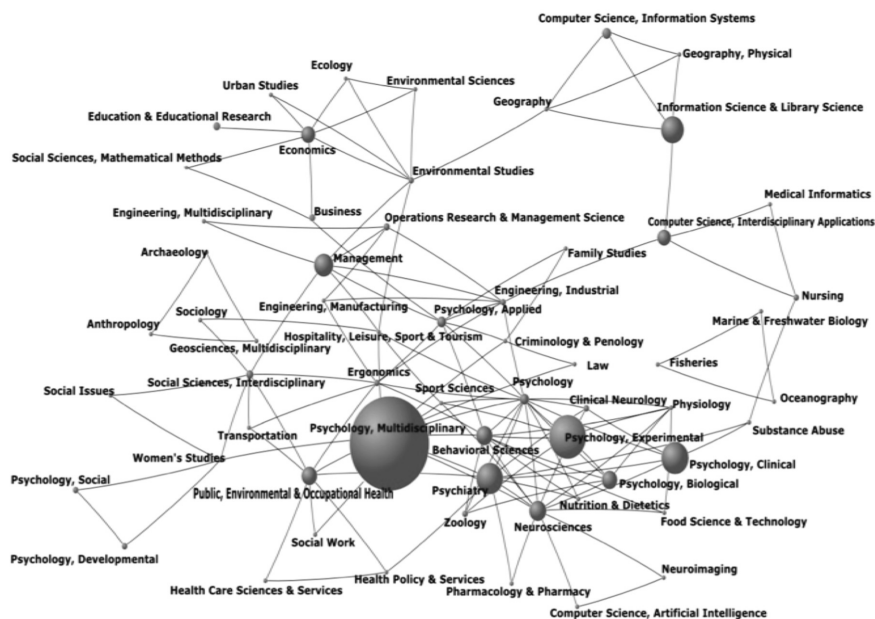 Computer Science, Information Systems
Geography, Physical
Ecology
Environmental Sciences
Urban Studies
Geography
Information Science & Library Science
Education & Educational Research
Economics
Social Sciences, Mathematical Methods
Environmental Studies
Medical Informatics
Engineering, Multidisciplinary
Business
Operations Research & Management Science
Computer Science, Interdisciplinary Applications
Archaeology
Management
Family Studies
Engineering, Industrial
Nursing
Sociology
Engineering, Manufacturing
Psychology, Applied
Marine & Freshwater Biology
Anthropology
Hospitality, Leisure, Sport & Tourism
Criminology & Penology
Geosciences, Multidisciplinary
Law
Fisheries
Ergonomics
Social Sciences, Interdisciplinary
Sport Sciences
Psychology
Social Issues
Clinical Neurology
Physiology
Oceanography
Psychology, Multidisciplinary
Substance Abuse
Transportation
Psychology, Experimental
Behavioral Sciences
Women's Studies
Psychology, Clinical
Psychology, Social
Psychiatry
Psychology, Biological
Public, Environmental & Occupational Health
Nutrition & Dietetics
Zoology
Neurosciences
Food Science & Technology
Social Work
Psychology, Developmental
Neuroimaging
Health Policy & Services
Health Care Sciences & Services
Pharmacology & Pharmacy
Computer Science, Artificial Intelligence